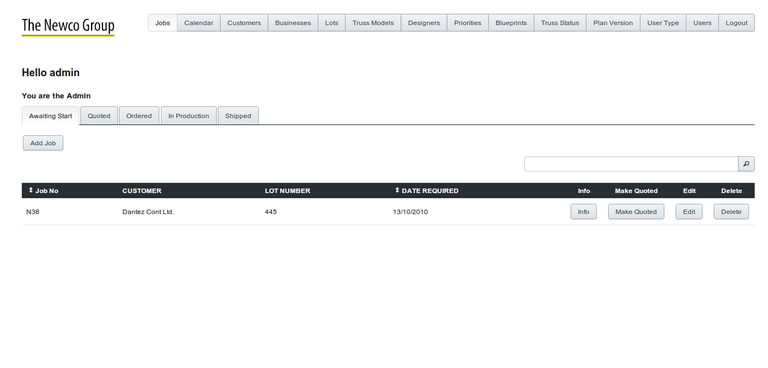 The Newco Group
Jobs Calendar Customers Businesses Lots Truss Models Designers Priorities Blueprints Truss Status Plan Version User Type Users Logout
Hello admin
You are the Admin
Awaiting Start Quoted Ordered In Production Shipped
Add Job
Job No CUSTOMER LOT NUMBER DATE REQUIRED Info Make Quoted Edit Delete
N38 Dantez Cont Ltd. 445 13/10/2010 Info Make Quoted Edit Delete